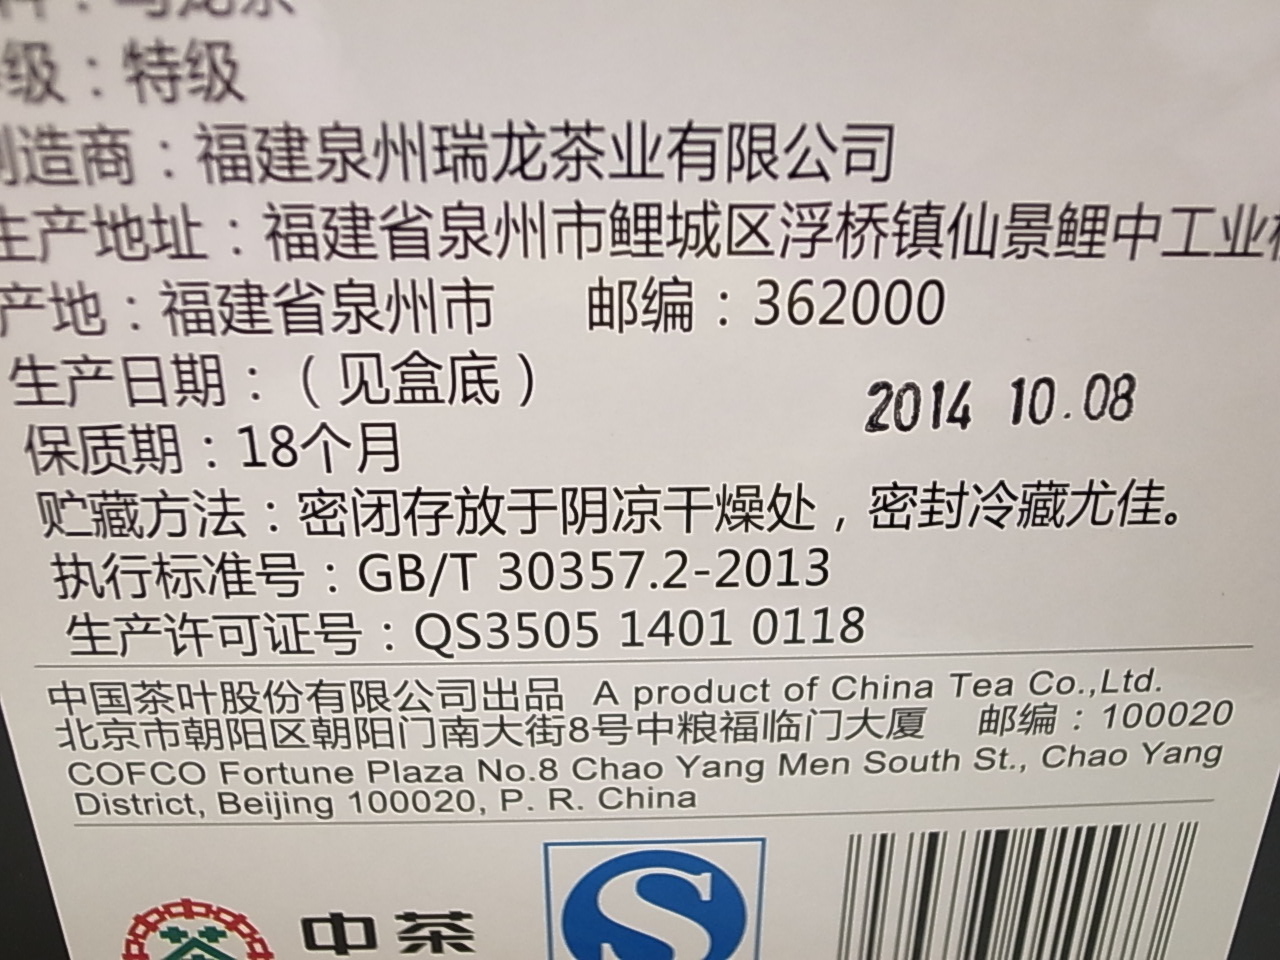 级：特级
造商：福建泉州瑞龙茶业有限公司
生产地址：福建省泉州市鲤城区浮桥镇仙景鲤中工业
产地：福建省泉州市 邮编：362000
生产日期：（见盒底）
2014 10.08
保质期：18个月
贮藏方法：密闭存放于阴凉干燥处，密封冷藏尤佳。
执行标准号：GB/T 30357.2-2013
生产许可证号：QS3505 1401 0118
中国茶叶股份有限公司出品 A product of China Tea Co.,Ltd.
北京市朝阳区朝阳门南大街8号中粮福临门大厦 邮编：100020
COFCO Fortune Plaza No.8 Chao Yang Men South St., Chao Yang
District, Beijing 100020, P. R. China
中茶